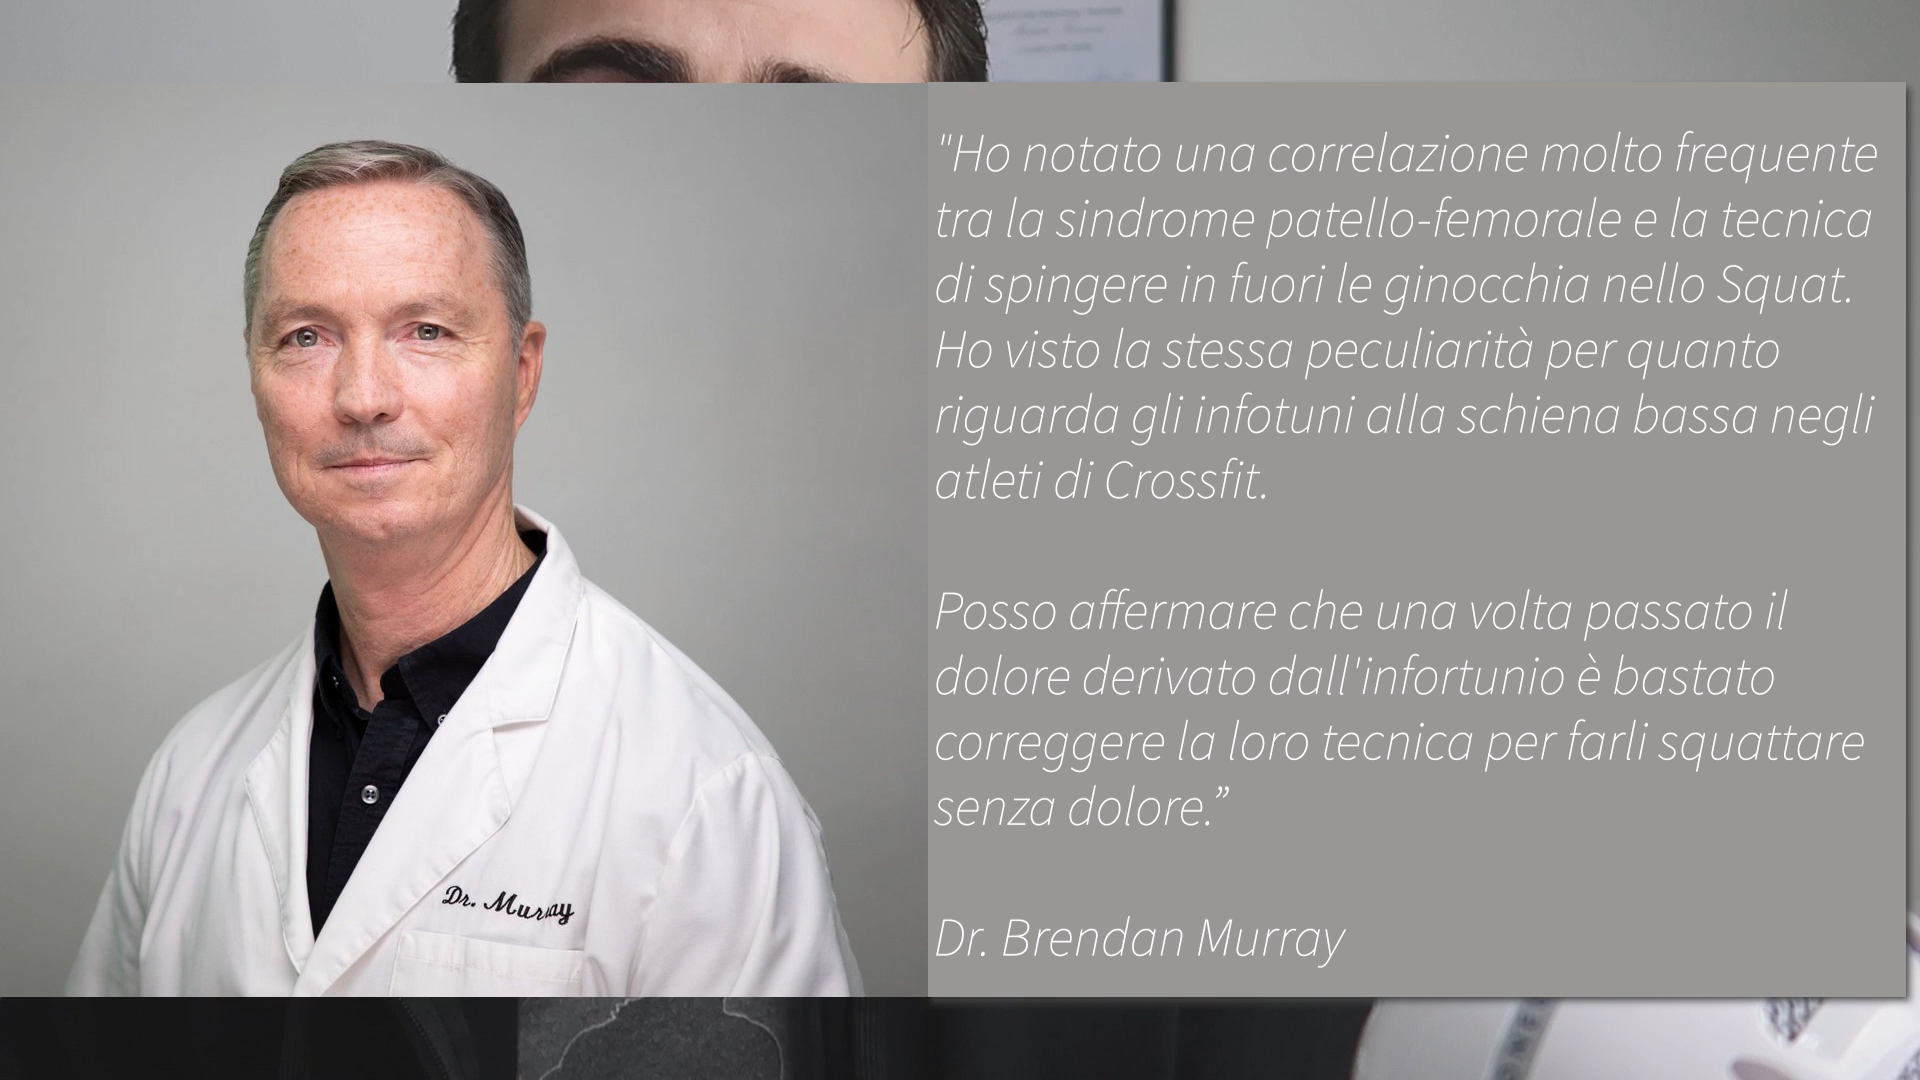 "Ho notato una correlazione molto frequente
tra la sindrome patello-femorale e la tecnica
di spingere in fuori le ginocchia nello Squat.
Ho visto la stessa peculiarità per quanto
riguarda gli infotuni alla schiena bassa negli
atleti di Crossfit.
Posso affermare che una volta passato il
dolore derivato dall'infortunio è bastato
correggere la loro tecnica per farli squattare
senza dolore.”
Dr. Brendan Murray
Dr. Murray